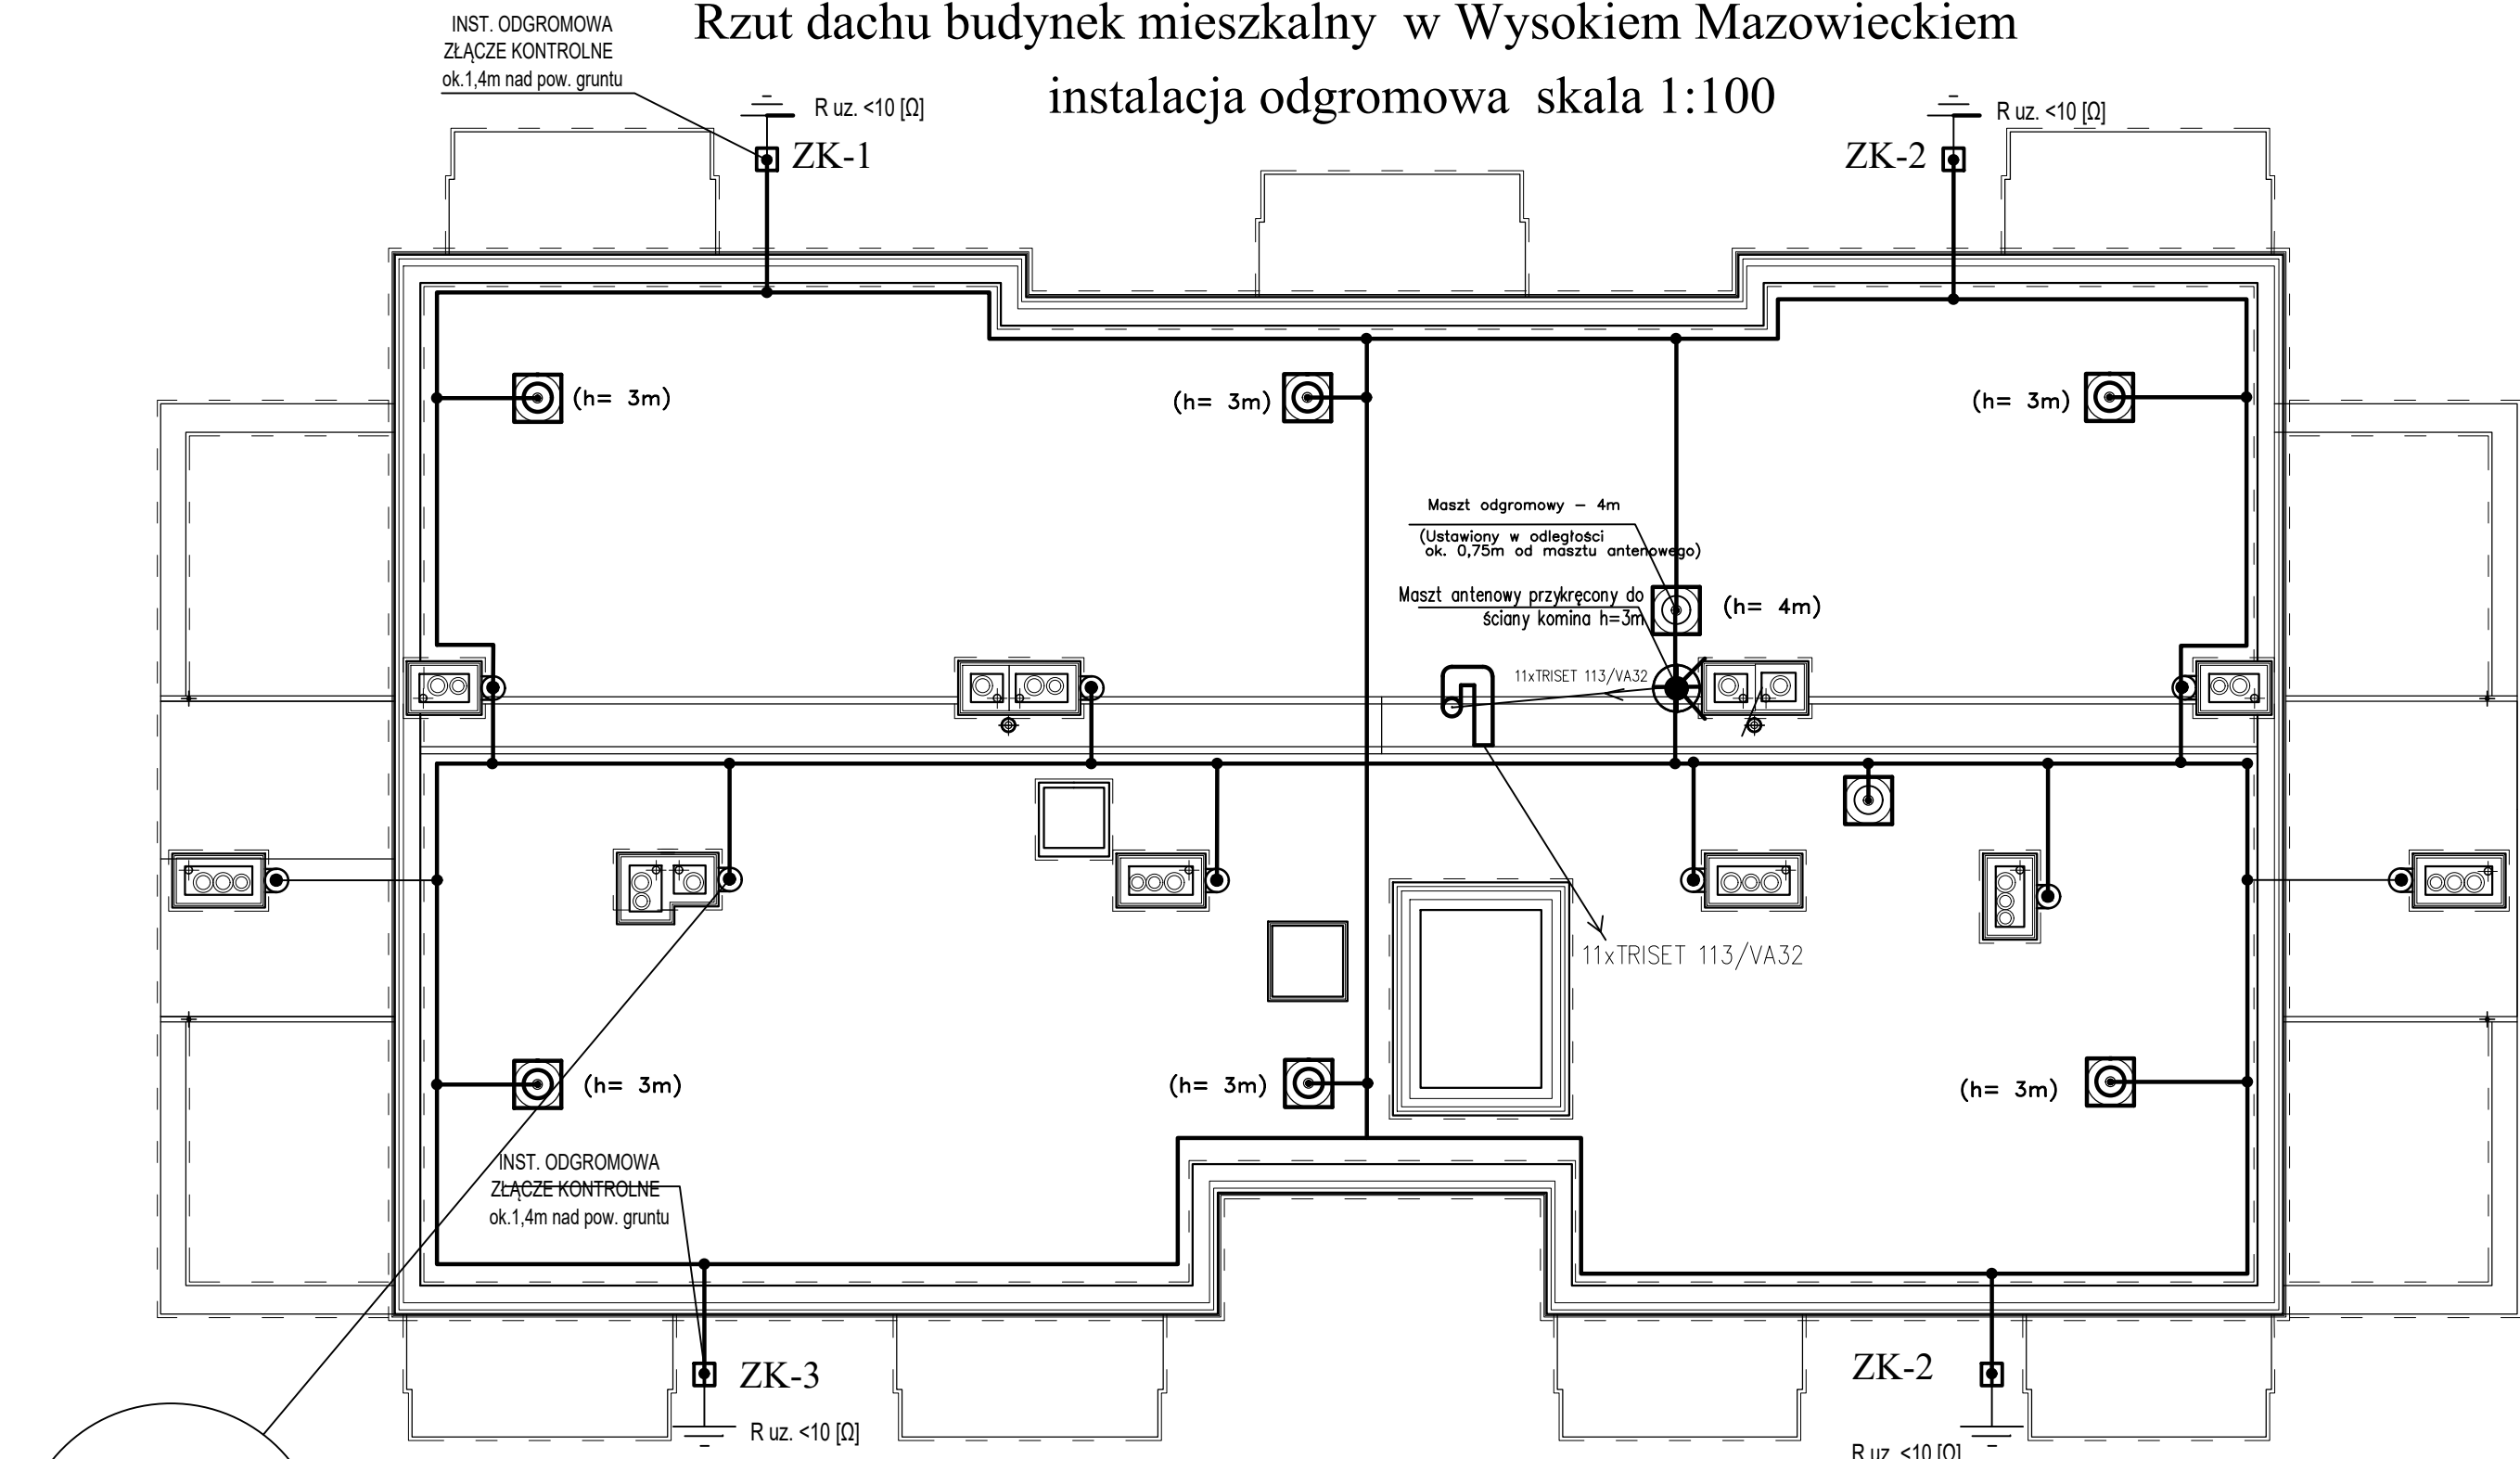 Rzut dachu budynek mieszkalny w Wysokiem Mazowieckiem
instalacja odgromowa skala 1:100
INST. ODGROMOWA
ZŁĄCZE KONTROLNE
ok.1,4m nad pow. gruntu
R uz. <10 [Ω]
ZK-1
R uz. <10 [Ω]
ZK-2
(h= 3m)
(h= 3m)
(h= 3m)
Maszt odgromowy – 4m
(Ustawiony w odległości
ok. 0,75m od masztu antenowego)
Maszt antenowy przykręcony do
ściany komina h=3m
(h= 4m)
11xTRISET 113/VA32
11xTRISET 113/VA32
(h= 3m)
(h= 3m)
(h= 3m)
INST. ODGROMOWA
ZŁĄCZE KONTROLNE
ok.1,4m nad pow. gruntu
ZK-3
R uz. <10 [Ω]
ZK-2
R uz. <10 [Ω]